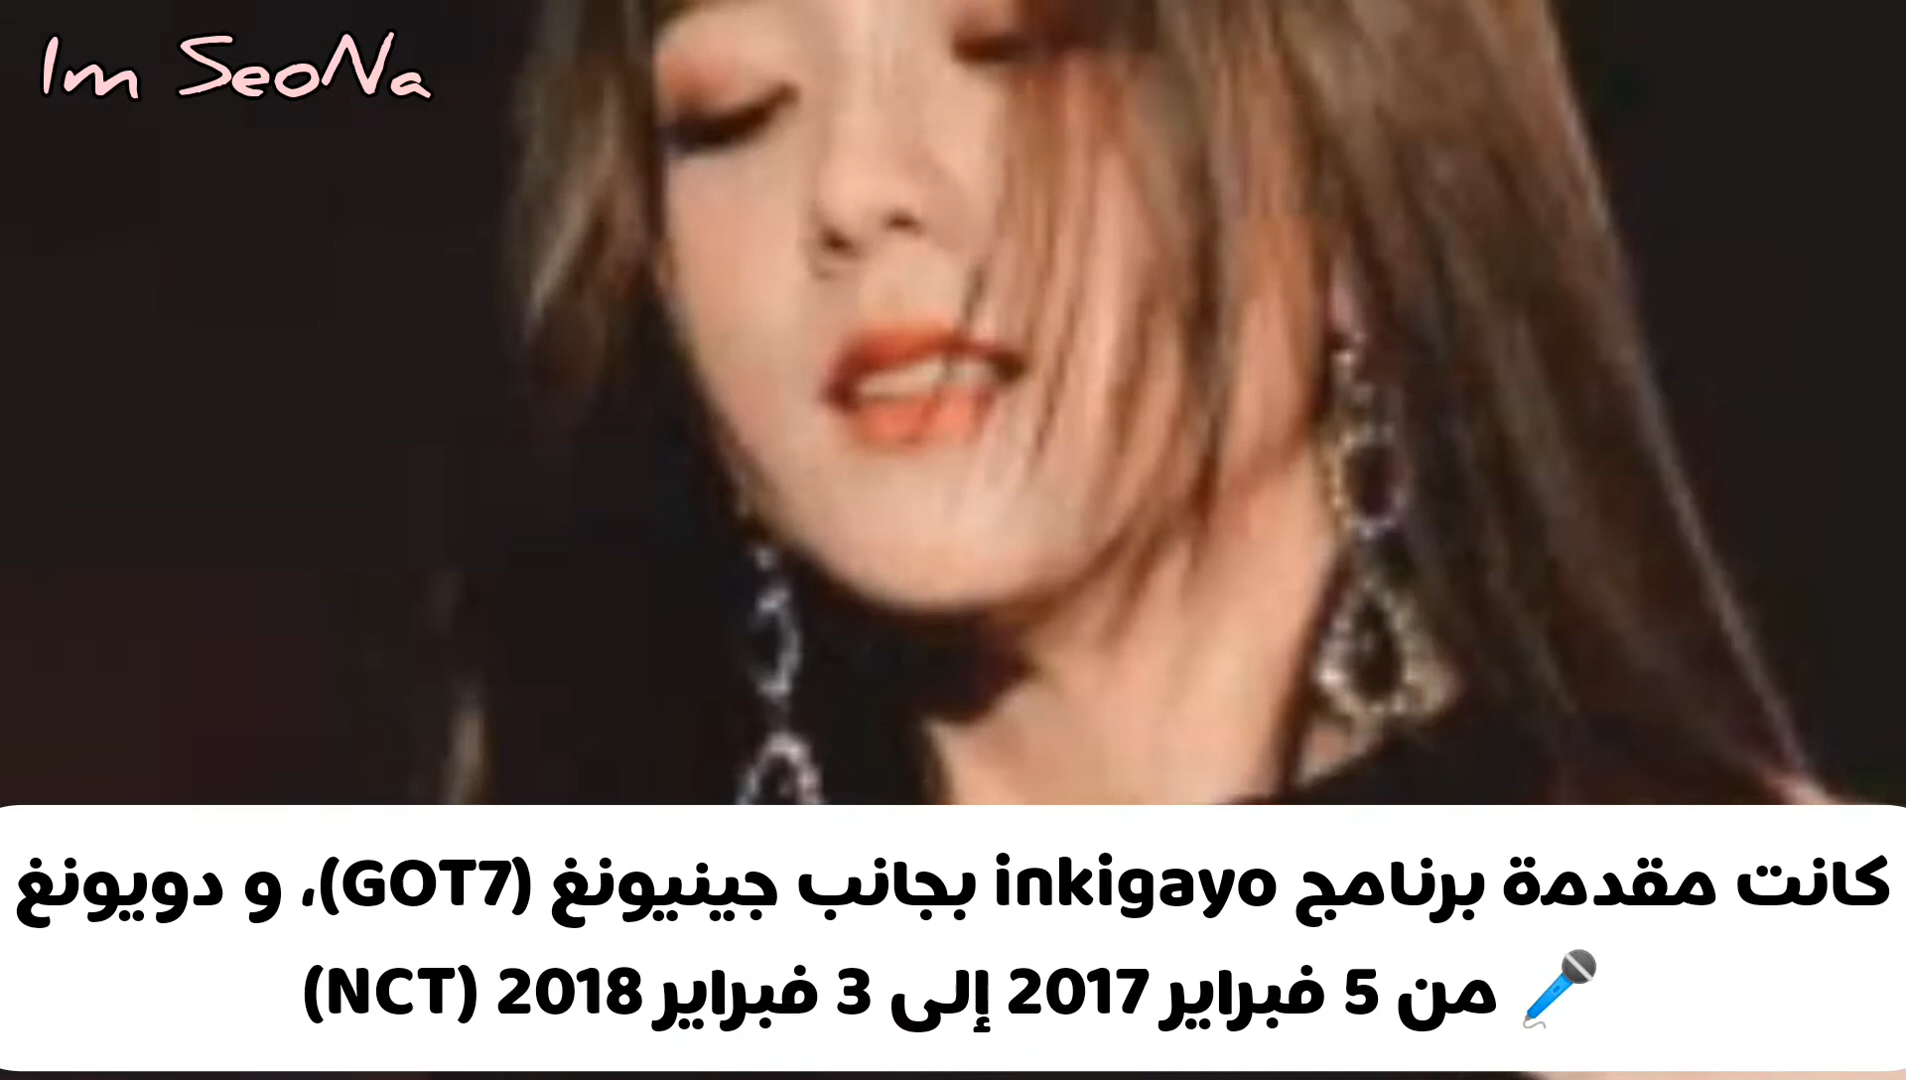 Im SeoNa
كانت مقدمة برنامج inkigayo بجانب جينيونغ (GOT7)، و دويونغ
🎤 من 5 فبراير 2017 إلى 3 فبراير 2018 (NCT)